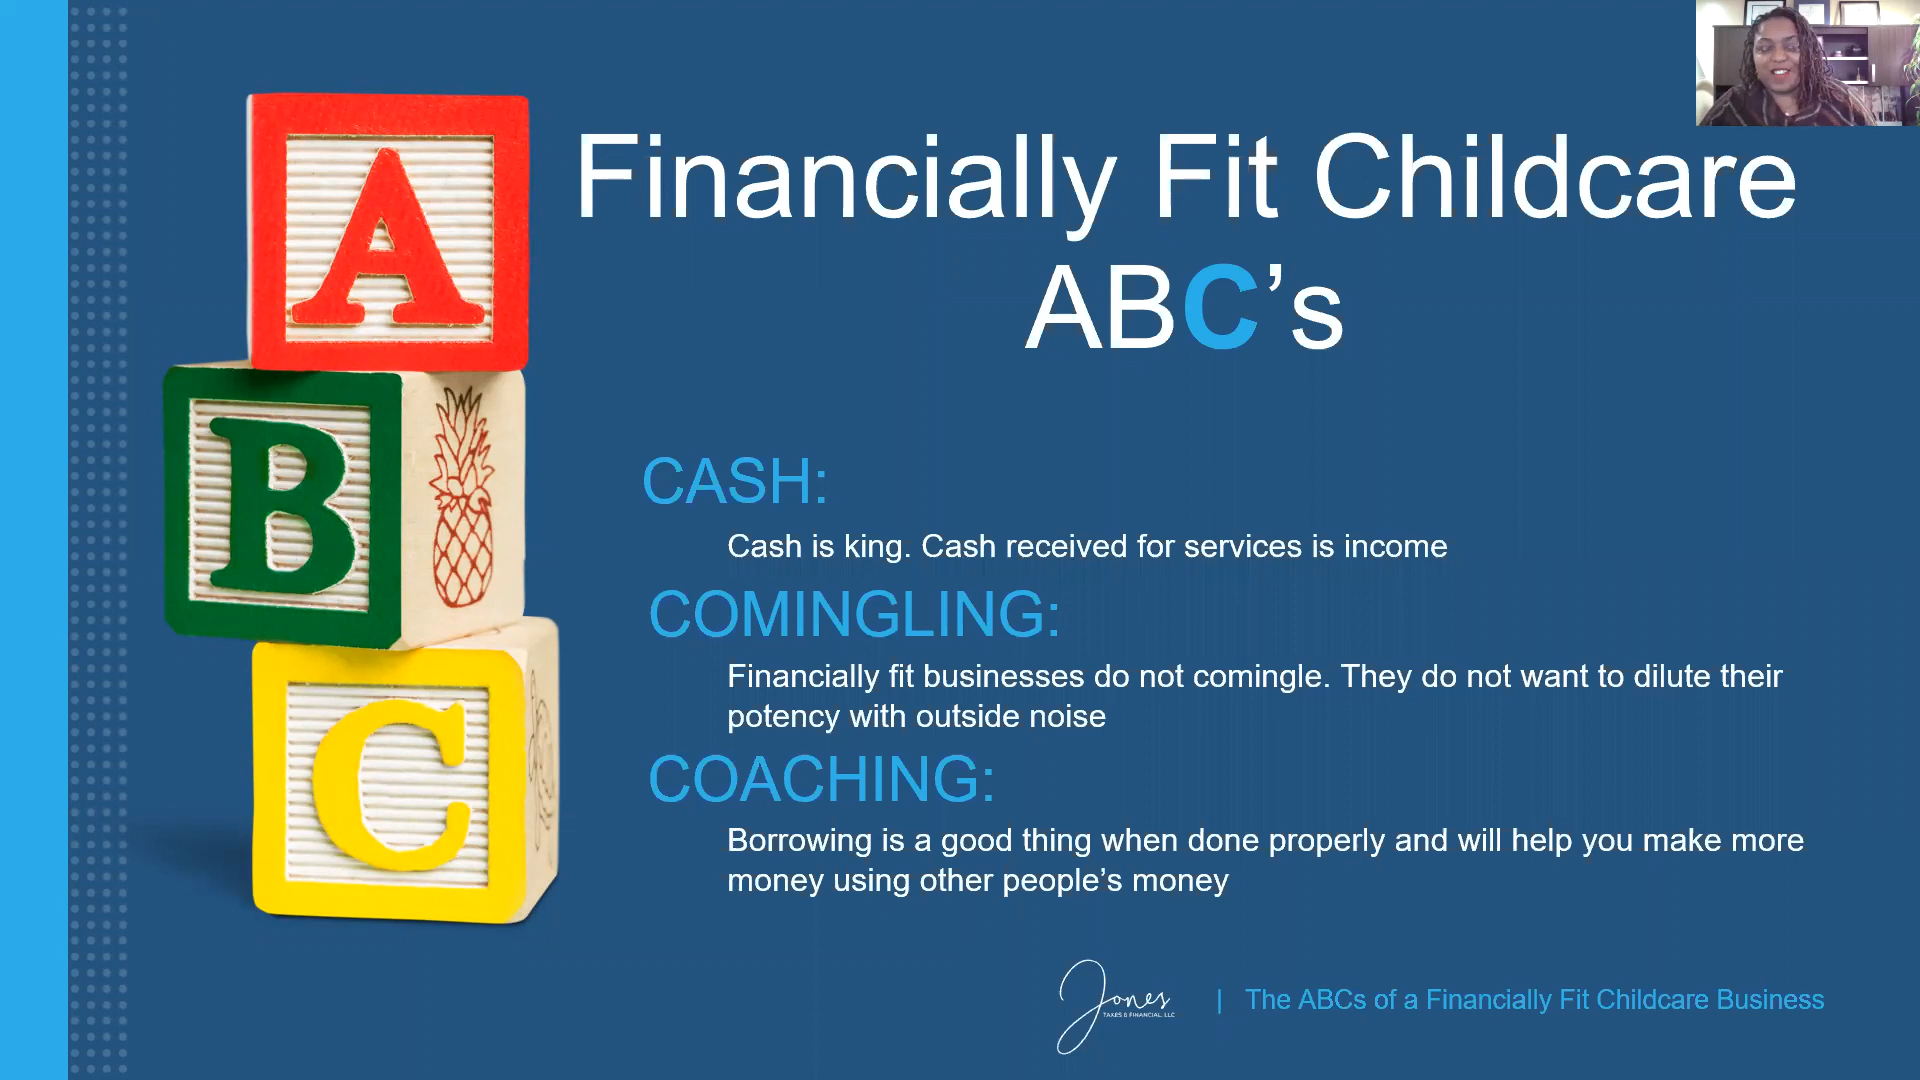 A
B
C
Financially Fit Childcare
ABC’s
CASH:
Cash is king. Cash received for services is income
COMINGLING:
Financially fit businesses do not comingle. They do not want to dilute their
potency with outside noise
COACHING:
Borrowing is a good thing when done properly and will help you make more
money using other people’s money
Jones
TAXES & FINANCIAL, LLC
| The ABCs of a Financially Fit Childcare Business